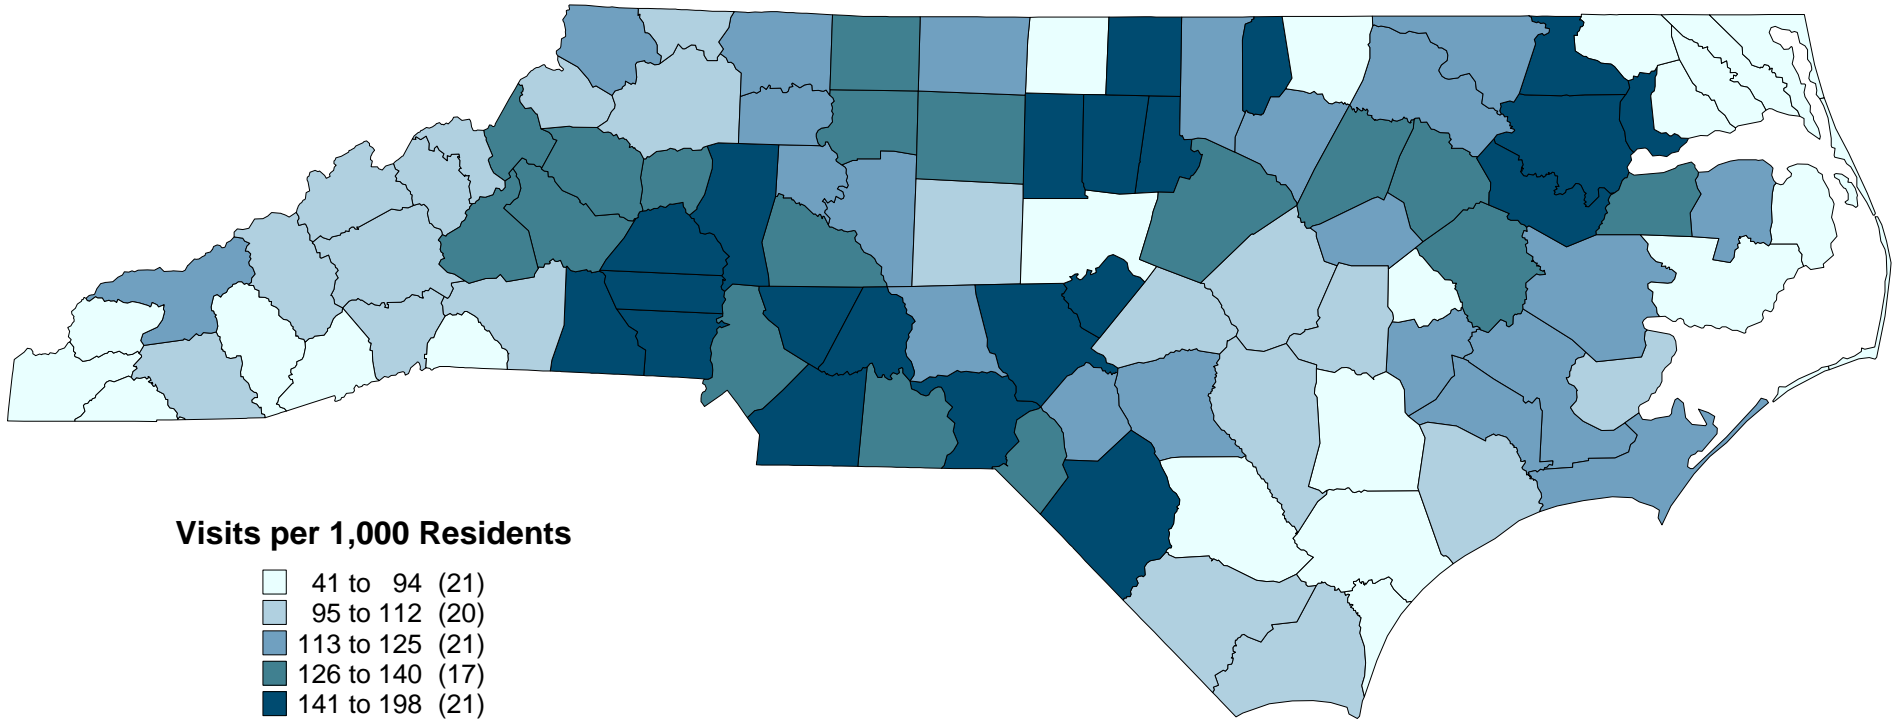 Visits per 1,000 Residents
41 to 94 (21)
95 to 112 (20)
113 to 125 (21)
126 to 140 (17)
141 to 198 (21)